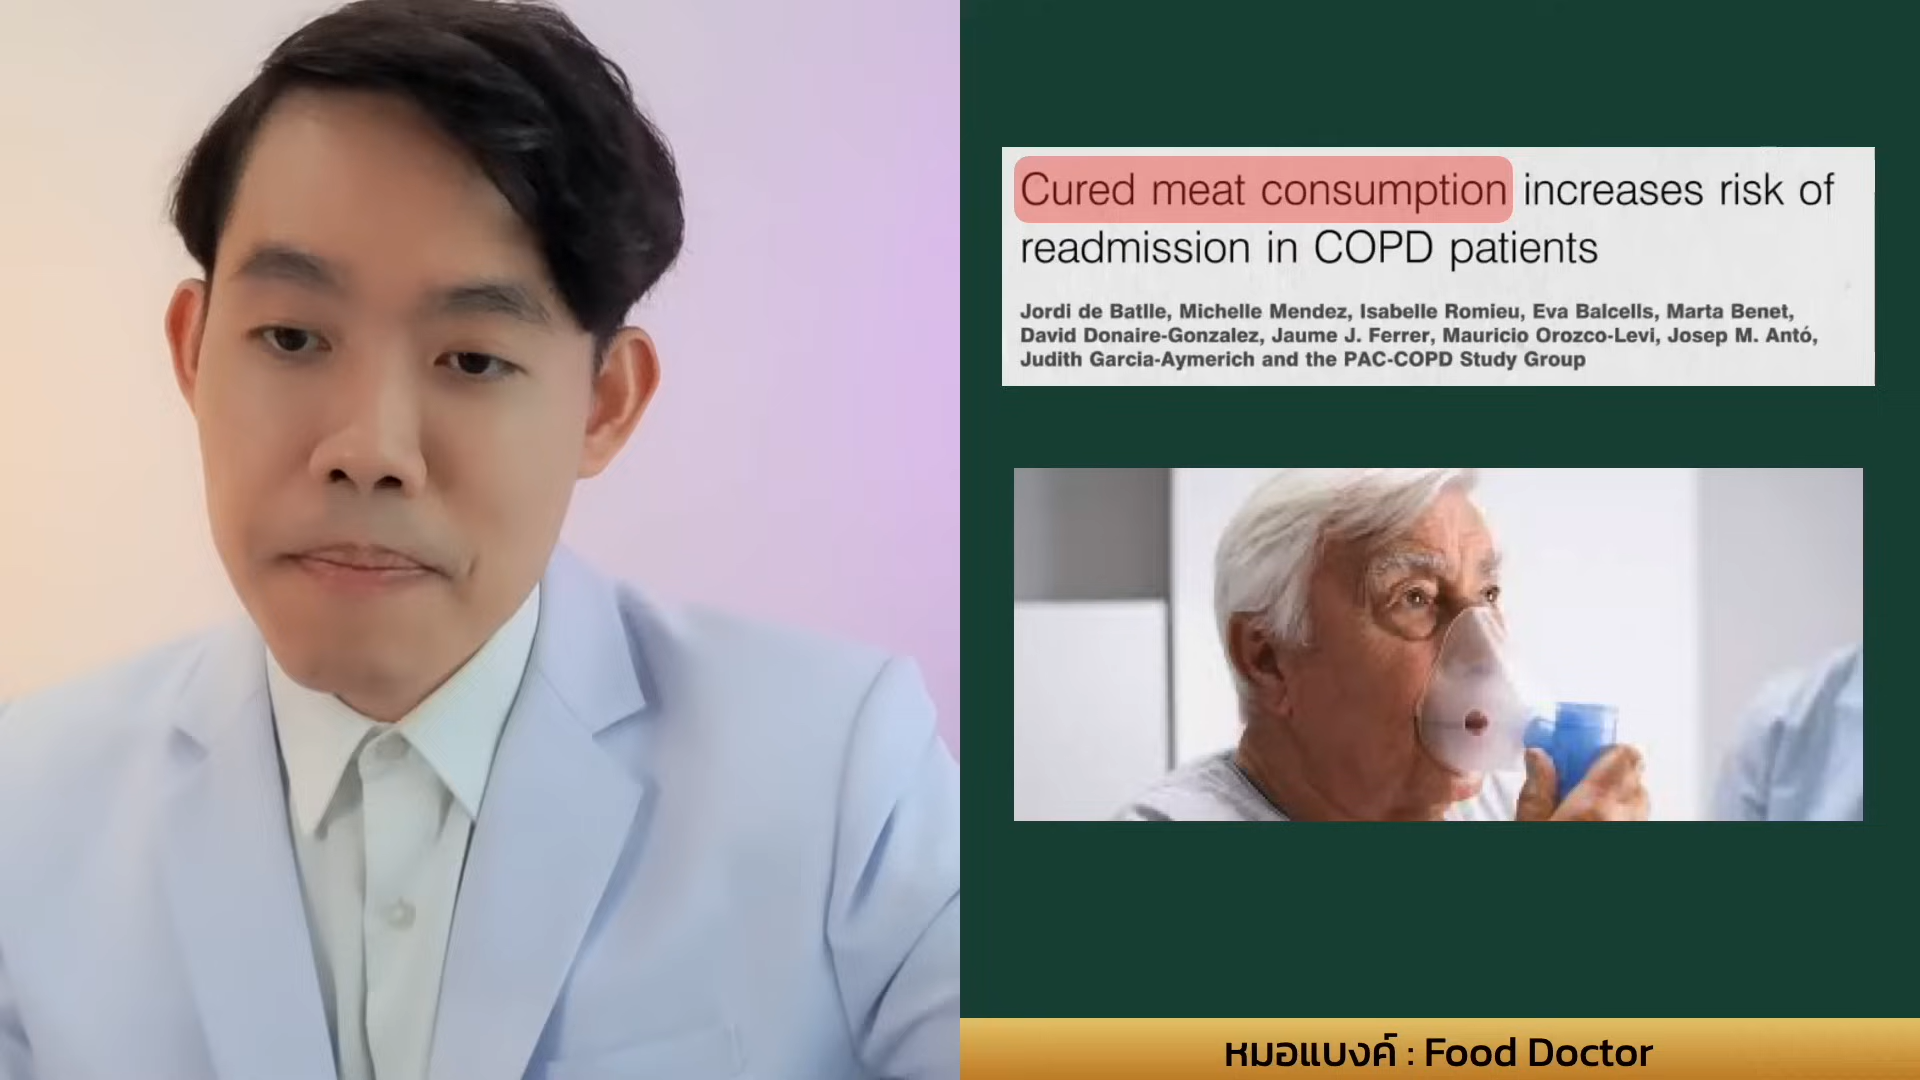 Cured meat consumption increases risk of
readmission in COPD patients
Jordi de Batlle, Michelle Mendez, Isabelle Romieu, Eva Balcells, Marta Benet,
David Donaire-Gonzalez, Jaume J. Ferrer, Mauricio Orozco-Levi, Josep M. Antó,
Judith Garcia-Aymerich and the PAC-COPD Study Group
หมอแบงค์ : Food Doctor